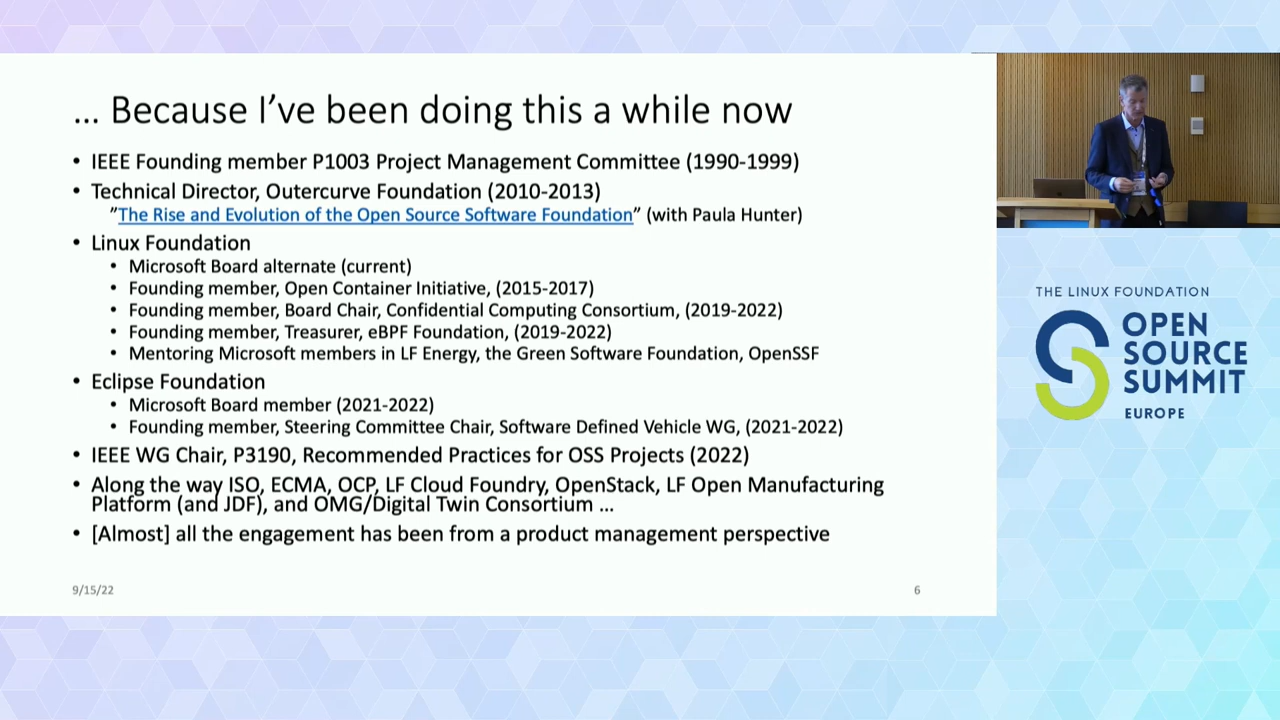 ... Because I've been doing this a while now
• IEEE Founding member P1003 Project Management Committee (1990-1999)
• Technical Director, Outercurve Foundation (2010-2013)
"The Rise and Evolution of the Open Source Software Foundation" (with Paula Hunter)
• Linux Foundation
• Microsoft Board alternate (current)
• Founding member, Open Container Initiative, (2015-2017)
• Founding member, Board Chair, Confidential Computing Consortium, (2019-2022)
• Founding member, Treasurer, eBPF Foundation, (2019-2022)
• Mentoring Microsoft members in LF Energy, the Green Software Foundation, OpenSSF
• Eclipse Foundation
• Microsoft Board member (2021-2022)
• Founding member, Steering Committee Chair, Software Defined Vehicle WG, (2021-2022)
• IEEE WG Chair, P3190, Recommended Practices for OSS Projects (2022)
• Along the way ISO, ECMA, OCP, LF Cloud Foundry, OpenStack, LF Open Manufacturing
Platform (and JDF), and OMG/Digital Twin Consortium ...
• [Almost] all the engagement has been from a product management perspective
9/15/22
6
THE LINUX FOUNDATION
OPEN
SOURCE
SUMMIT
EUROPE